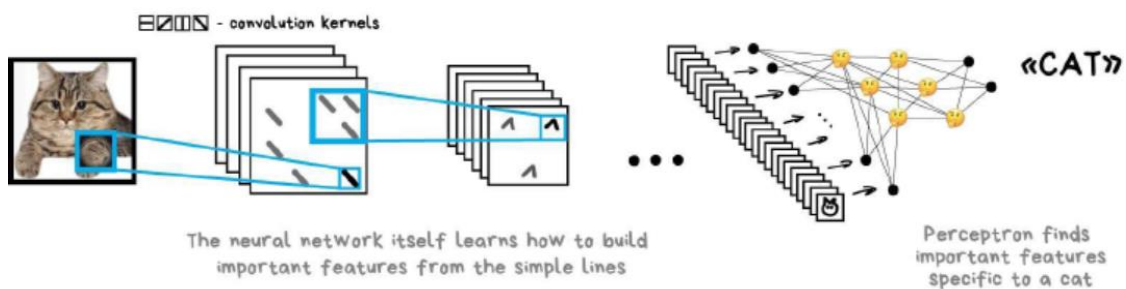 - convolution kernels
«CAT»
The neural network itself learns how to build
important features from the simple lines
Perceptron finds
important features
specific to a cat